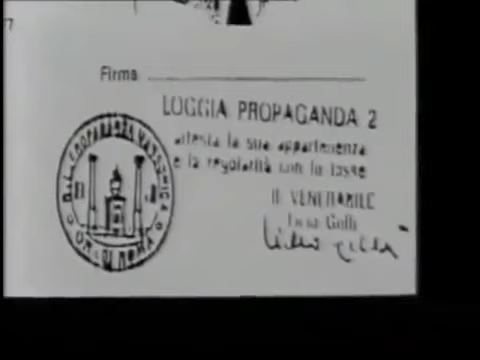 Firma
LOGGIA PROPAGANDA 2
attesta la sua appartenenza
e la regolarità con le tasse
IL VENERABILE
Licio Gelli